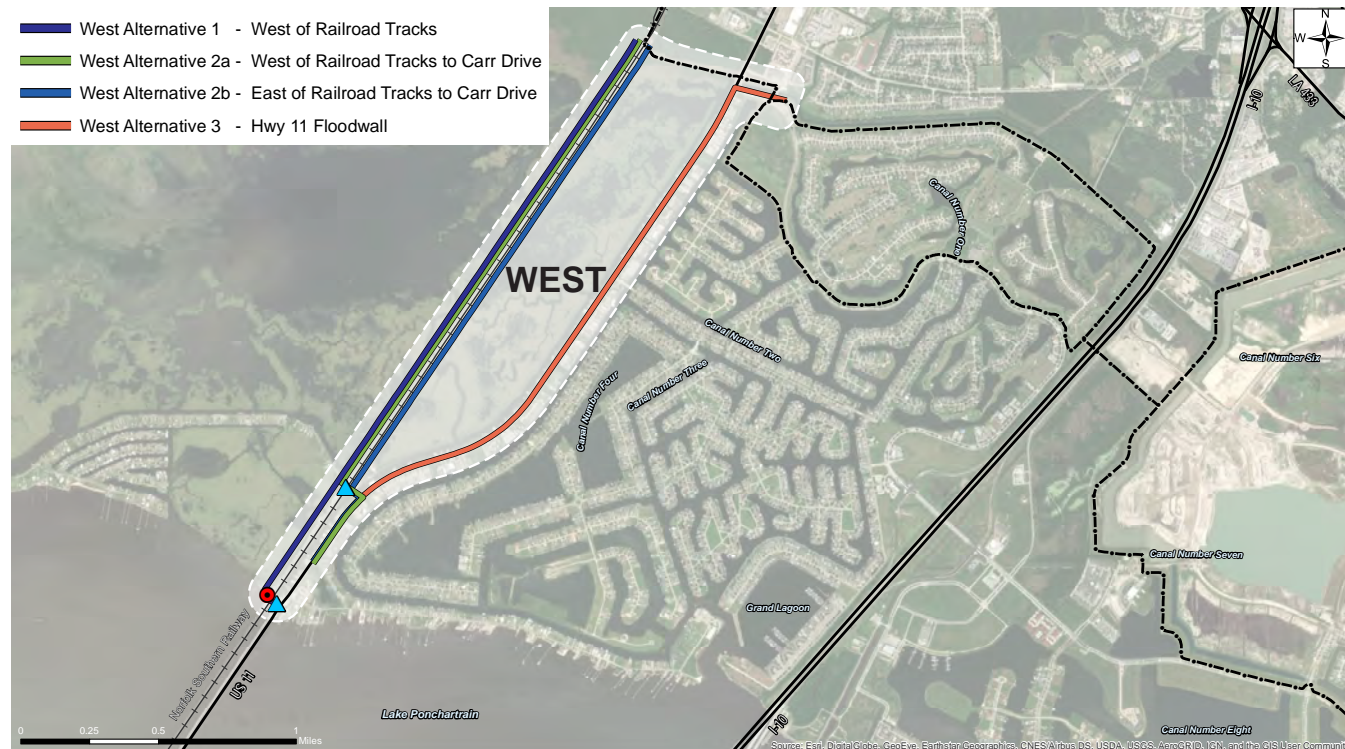 West Alternative 1 - West of Railroad Tracks
West Alternative 2a - West of Railroad Tracks to Carr Drive
West Alternative 2b - East of Railroad Tracks to Carr Drive
West Alternative 3 - Hwy 11 Floodwall
N
W E
S
I-10
LA 433
Canal Number One
WEST
Canal Number Two
Canal Number Three
Canal Number Four
Canal Number Six
Canal Number Seven
Grand Lagoon
Norfolk Southern Railway
US 11
Lake Ponchartrain
I-10
Canal Number Eight
0 0.25 0.5 1
Miles
Source: Esri, DigitalGlobe, GeoEye, Earthstar Geographics, CNES/Airbus DS, USDA, USGS, AeroGRID, IGN, and the GIS User Communit